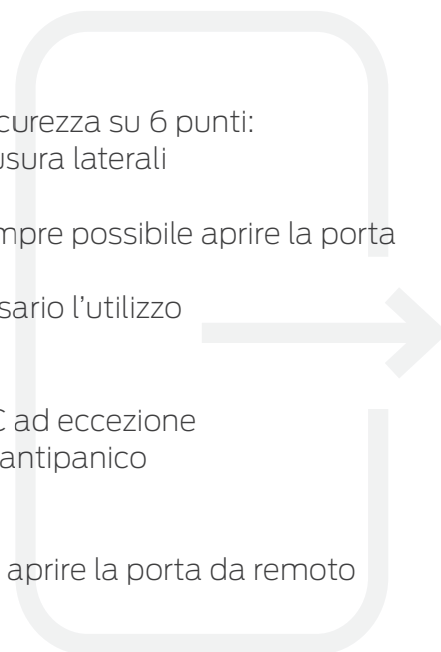 curezza su 6 punti:
usura laterali
mpre possibile aprire la porta
sario l'utilizzo
C ad eccezione
antipanico
aprire la porta da remoto